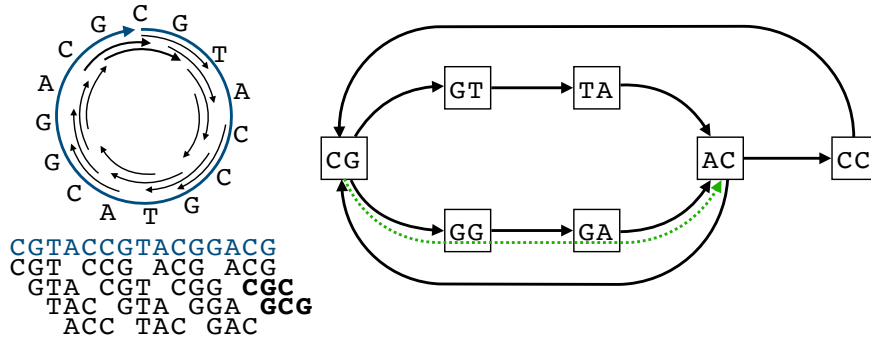 C G T A C C G T A C G G A C G
CGTACCGTACGGACG
CGT CCG ACG ACG
GTA CGT CGG CGC
TAC GTA GGA GCG
ACC TAC GAC
GT TA
CG AC CC
GG GA